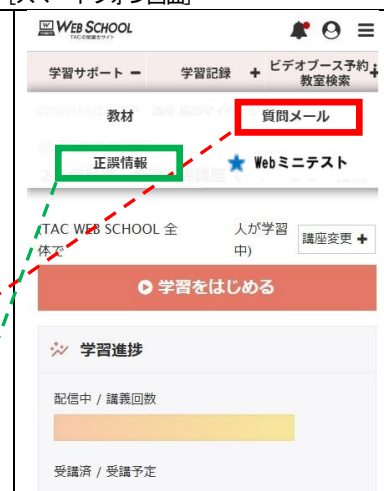 [スマートフォン画面]
WEB SCHOOL
TACの受講生サイト
学習サポート − 学習記録 + ビデオブース予約・教室検索 +
教材 質問メール
正誤情報 ★ Webミニテスト
(TAC WEB SCHOOL 全体で 人が学習中) 講座変更 +
学習をはじめる
学習進捗
配信中 / 講義回数
受講済 / 受講予定